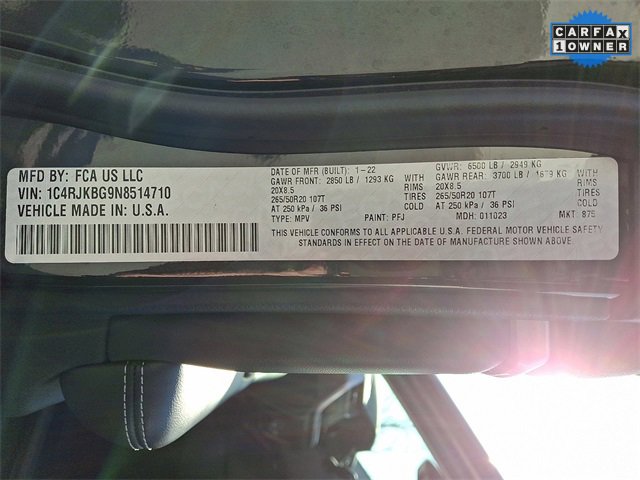 CARFAX
1 OWNER
MFD BY: FCA US LLC
VIN: 1C4RJKBG9N8514710
VEHICLE MADE IN: U.S.A.
DATE OF MFR (BUILT): 1-22 GVWR: 6500 LB / 2949 KG
GAWR FRONT: 2850 LB / 1293 KG WITH GAWR REAR: 3700 LB / 1679 KG WITH
20X8.5 RIMS 20X8.5 RIMS
265/50R20 107T TIRES 265/50R20 107T TIRES
AT 250 kPa / 36 PSI COLD AT 250 kPa / 36 PSI COLD
TYPE: MPV PAINT: PFJ MDH: 011023 MKT: 875
THIS VEHICLE CONFORMS TO ALL APPLICABLE U.S.A. FEDERAL MOTOR VEHICLE SAFETY
STANDARDS IN EFFECT ON THE DATE OF MANUFACTURE SHOWN ABOVE.